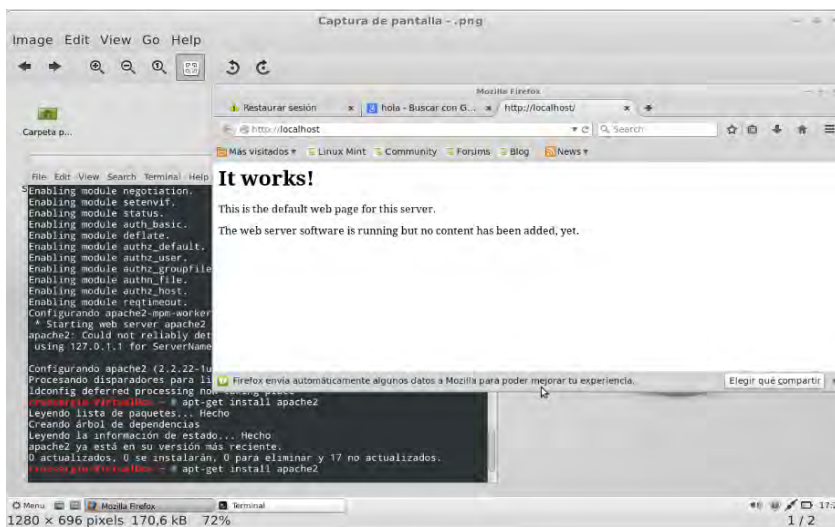 Captura de pantalla - .png
Image Edit View Go Help
Carpeta p...
Mozilla Firefox
Restaurar sesión
hola - Buscar con G...
http://localhost/
http://localhost
Search
Más visitados
Linux Mint
Community
Forums
Blog
News
It works!
This is the default web page for this server.
The web server software is running but no content has been added, yet.
File Edit View Search Terminal Help
Enabling module negotiation.
Enabling module setenvif.
Enabling module status.
Enabling module auth_basic.
Enabling module deflate.
Enabling module authz_default.
Enabling module authz_user.
Enabling module authz_groupfile
Enabling module authn_file.
Enabling module authz_host.
Enabling module reqtimeout.
Configurando apache2-mpm-worker
* Starting web server apache2
apache2: Could not reliably det
using 127.0.1.1 for ServerName
Configurando apache2 (2.2.22-1u
Procesando disparadores para li
ldconfig deferred processing
Firefox envía automáticamente algunos datos a Mozilla para poder mejorar tu experiencia.
Elegir qué compartir
~ # apt-get install apache2
Leyendo lista de paquetes... Hecho
Creando árbol de dependencias
Leyendo la información de estado... Hecho
apache2 ya está en su versión más reciente.
0 actualizados, 0 se instalarán, 0 para eliminar y 17 no actualizados.
~ # apt-get install apache2
Menu
Mozilla Firefox
Terminal
1280 × 696 pixels 170,6 kB 72%
1 / 2